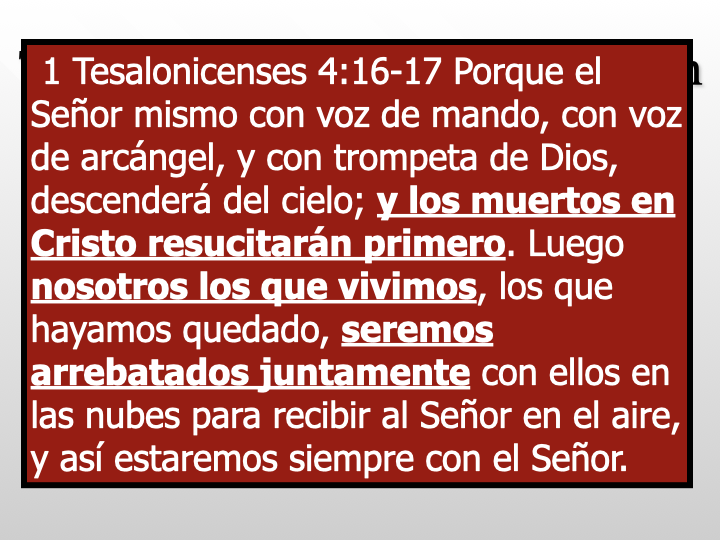 1 Tesalonicenses 4:16-17 Porque el
Señor mismo con voz de mando, con voz
de arcángel, y con trompeta de Dios,
descenderá del cielo; y los muertos en
Cristo resucitarán primero. Luego
nosotros los que vivimos, los que
hayamos quedado, seremos
arrebatados juntamente con ellos en
las nubes para recibir al Señor en el aire,
y así estaremos siempre con el Señor.